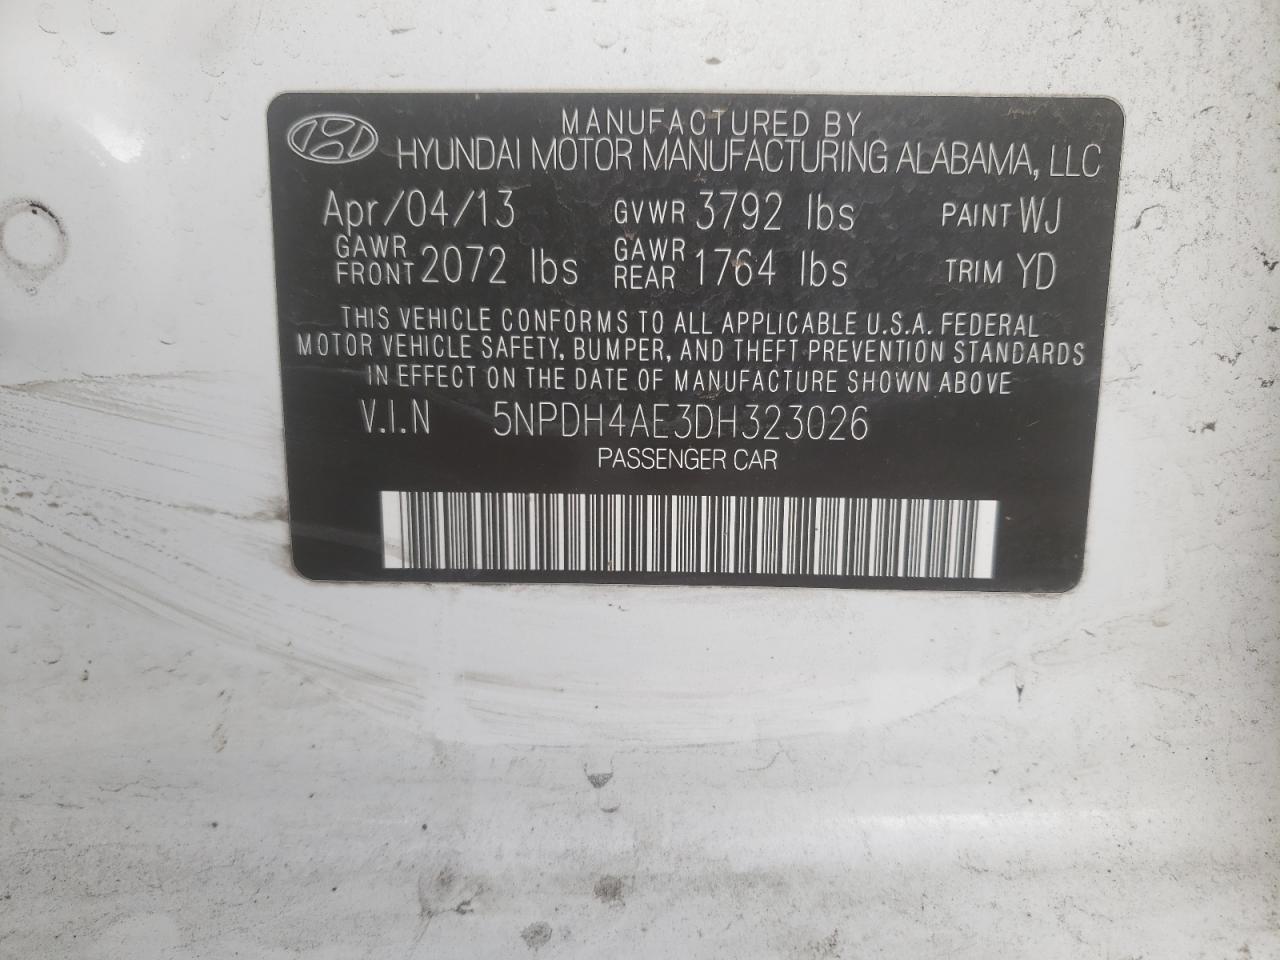 MANUFACTURED BY
HYUNDAI MOTOR MANUFACTURING ALABAMA, LLC
Apr/04/13 GVWR 3792 lbs PAINT WJ
GAWR FRONT 2072 lbs GAWR REAR 1764 lbs TRIM YD
THIS VEHICLE CONFORMS TO ALL APPLICABLE U.S.A. FEDERAL
MOTOR VEHICLE SAFETY, BUMPER, AND THEFT PREVENTION STANDARDS
IN EFFECT ON THE DATE OF MANUFACTURE SHOWN ABOVE
V.I.N 5NPDH4AE3DH323026
PASSENGER CAR